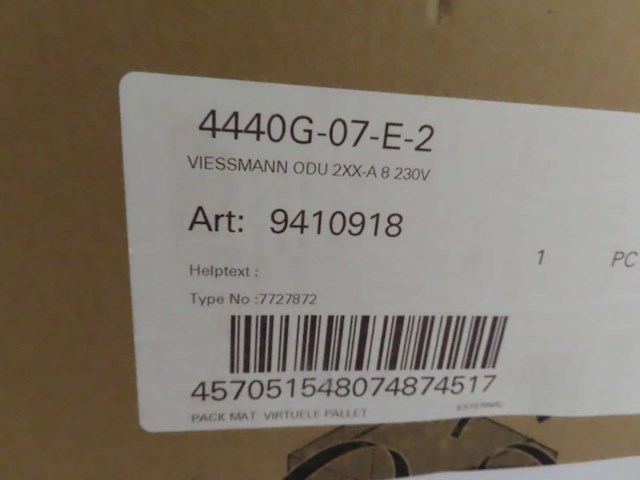 4440G-07-E-2
VIESSMANN ODU 2XX-A 8 230V
Art: 9410918
1 PC
Helptext :
Type No :7727872
457051548074874517
PACK MAT: VIRTUELE PALLET
EXTERNAL